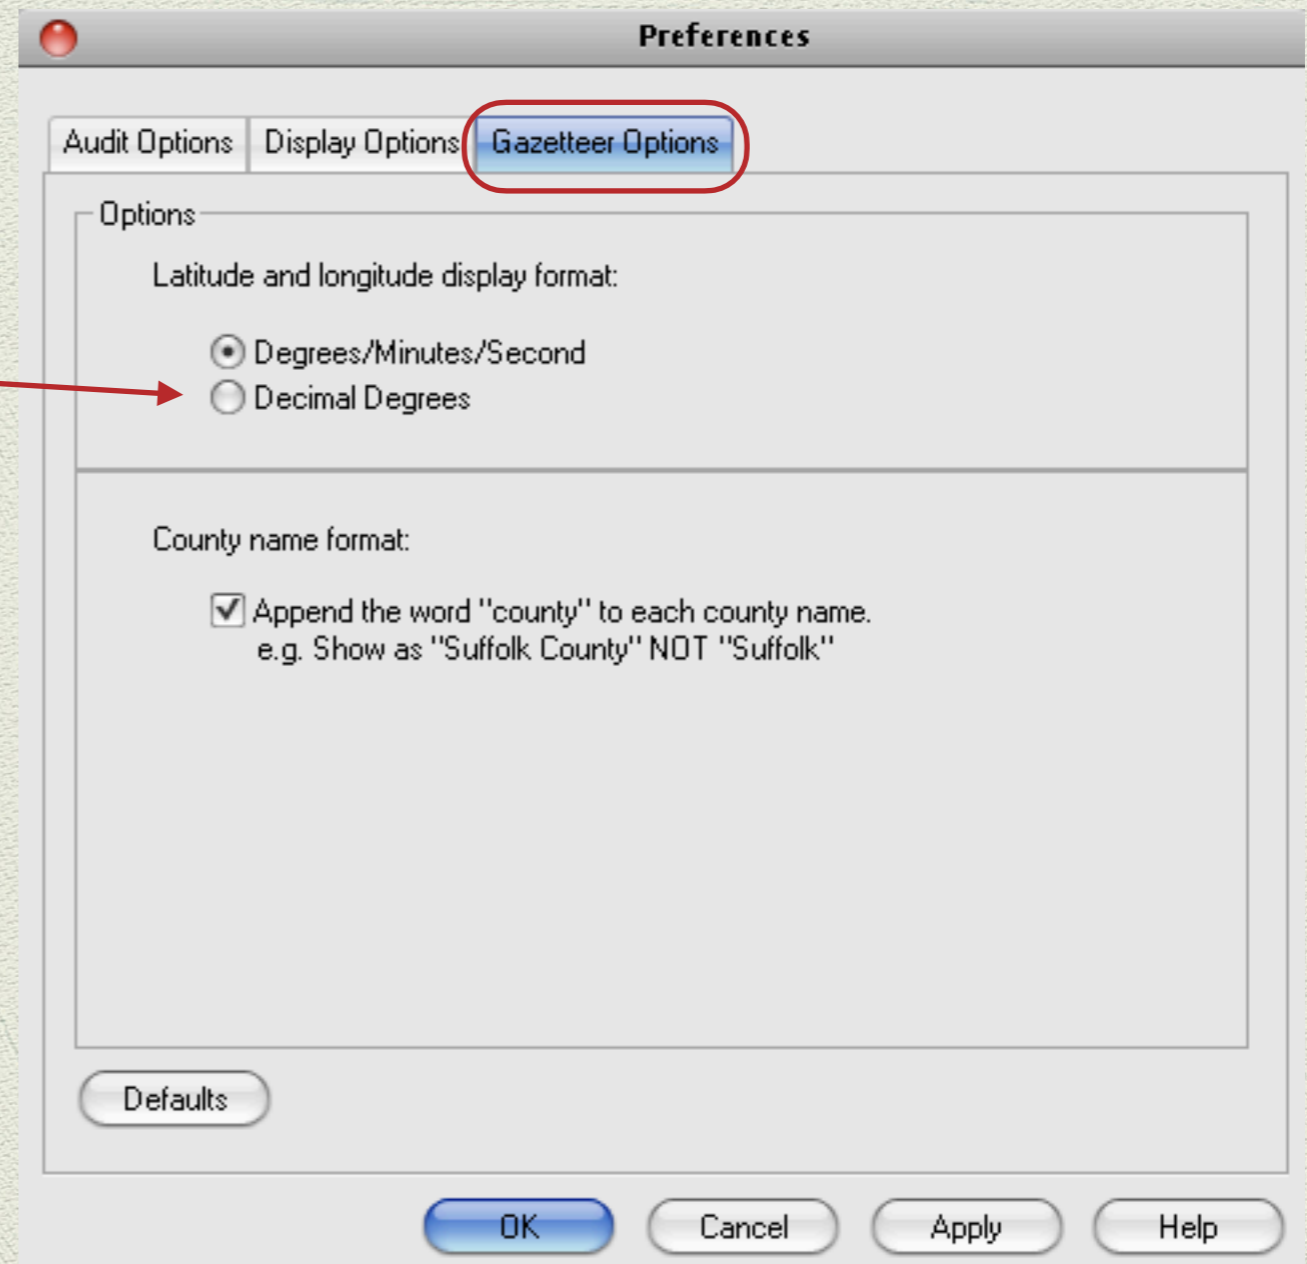 Preferences
Audit Options Display Options Gazetteer Options
Options
Latitude and longitude display format:
Degrees/Minutes/Second
Decimal Degrees
County name format:
Append the word "county" to each county name.
e.g. Show as "Suffolk County" NOT "Suffolk"
Defaults
OK Cancel Apply Help